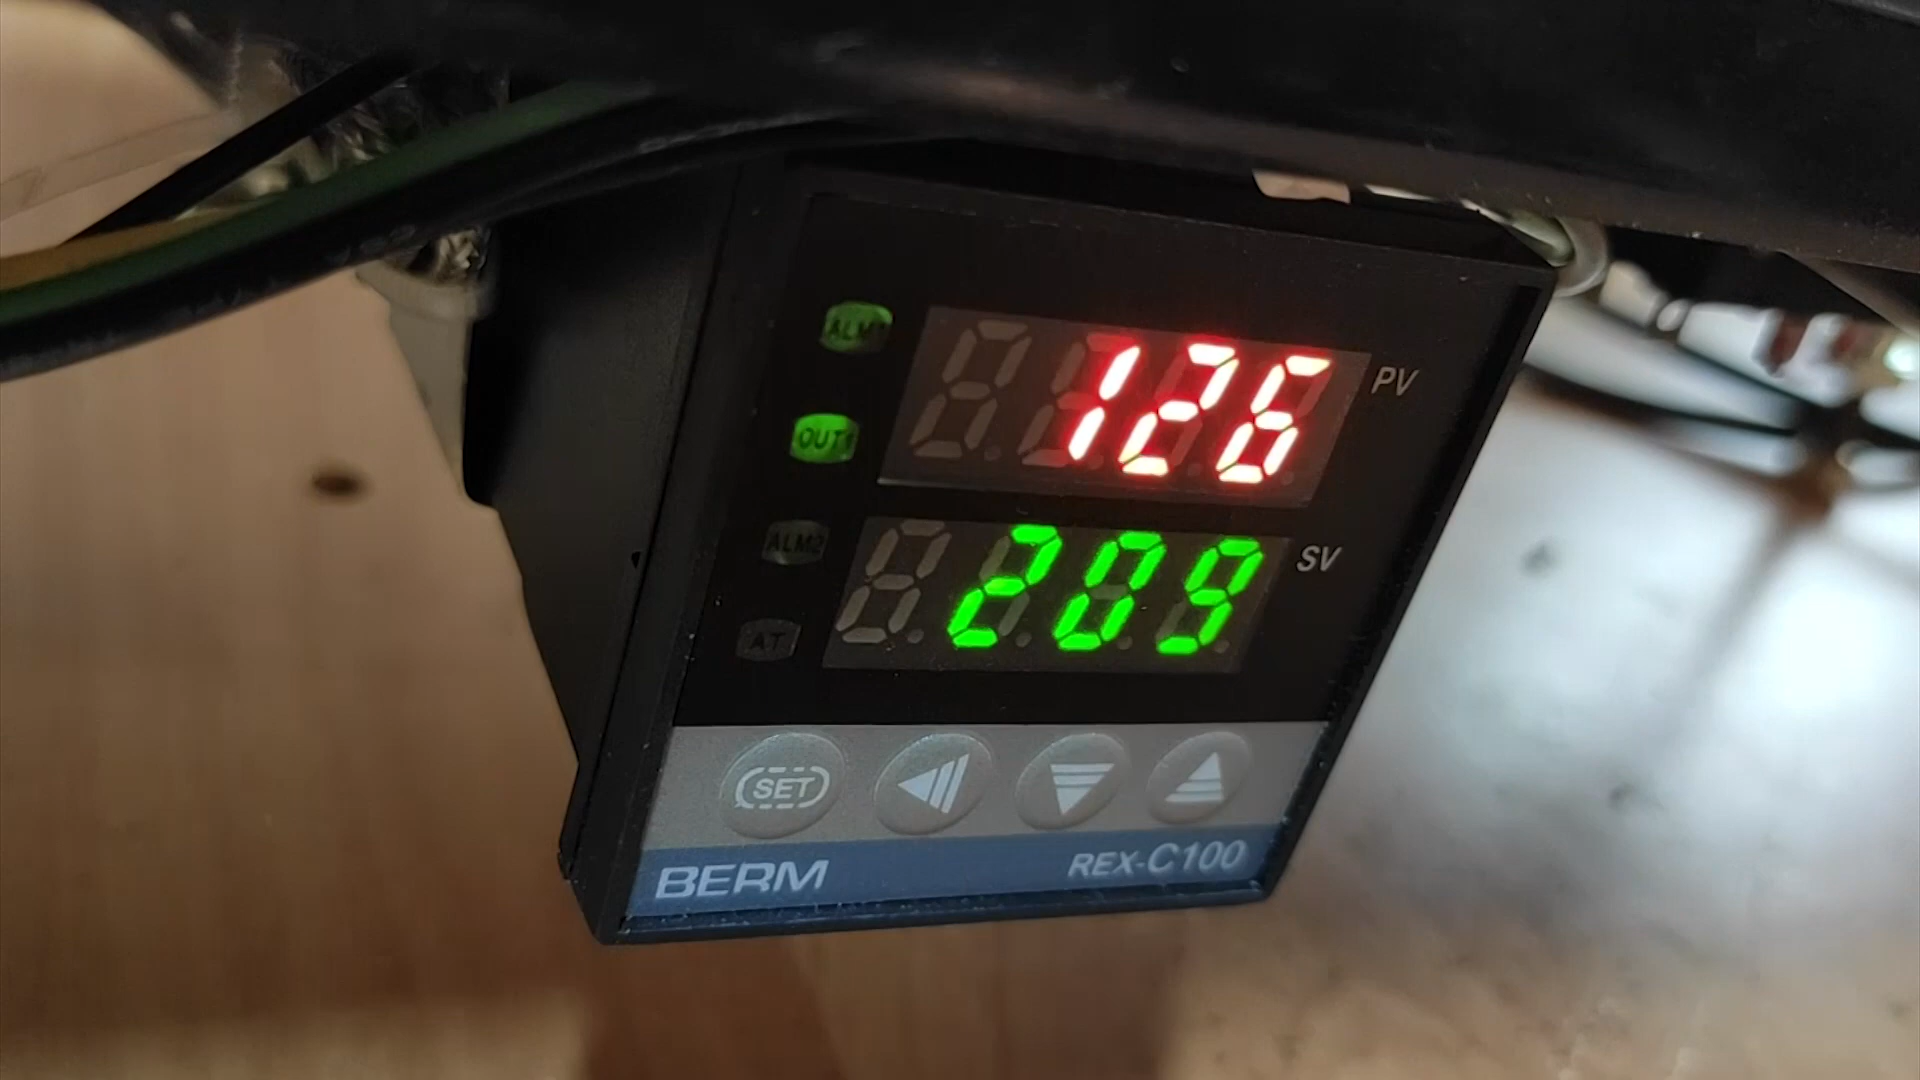 ALM1
126 PV
OUT1
ALM2
209 SV
AT
SET
BERM REX-C100